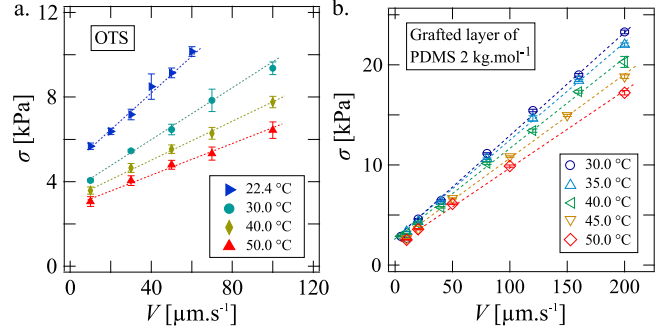 a.
OTS
σ [kPa]
12
8
4
0
0
40
80
120
V [µm.s⁻¹]
22.4 °C
30.0 °C
40.0 °C
50.0 °C
b.
Grafted layer of
PDMS 2 kg.mol⁻¹
σ [kPa]
20
10
0
0
50
100
150
200
V [µm.s⁻¹]
30.0 °C
35.0 °C
40.0 °C
45.0 °C
50.0 °C